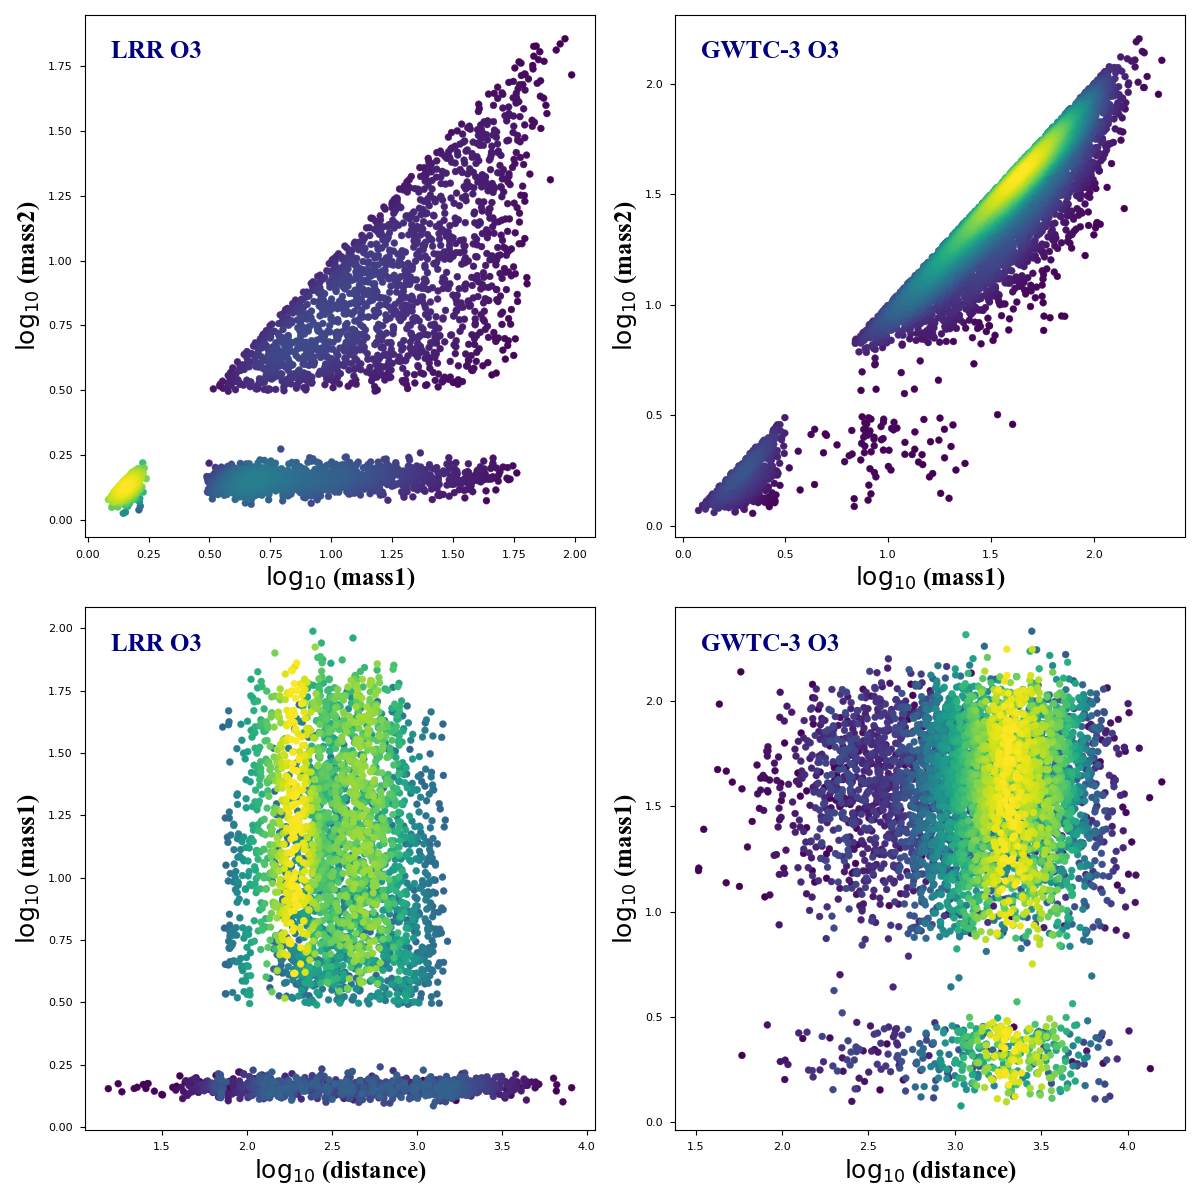 LRR O3
1.75
1.50
1.25
1.00
0.75
0.50
0.25
0.00
log10 (mass2)
0.00 0.25 0.50 0.75 1.00 1.25 1.50 1.75 2.00
log10 (mass1)
GWTC-3 O3
2.0
1.5
1.0
0.5
0.0
log10 (mass2)
0.0 0.5 1.0 1.5 2.0
log10 (mass1)
LRR O3
2.00
1.75
1.50
1.25
1.00
0.75
0.50
0.25
0.00
log10 (mass1)
1.5 2.0 2.5 3.0 3.5 4.0
log10 (distance)
GWTC-3 O3
2.0
1.5
1.0
0.5
0.0
log10 (mass1)
1.5 2.0 2.5 3.0 3.5 4.0
log10 (distance)